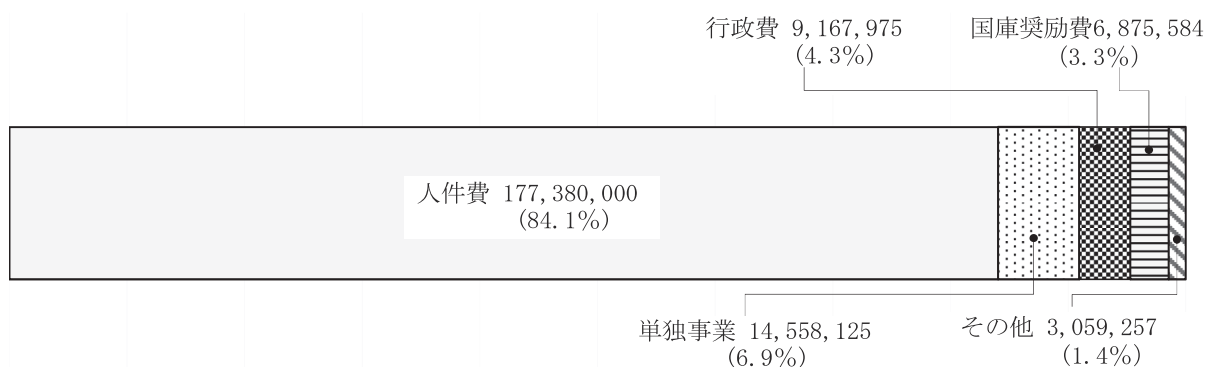 行政費 9,167,975
(4.3%)
国庫奨励費6,875,584
(3.3%)
人件費 177,380,000
(84.1%)
単独事業 14,558,125
(6.9%)
その他 3,059,257
(1.4%)